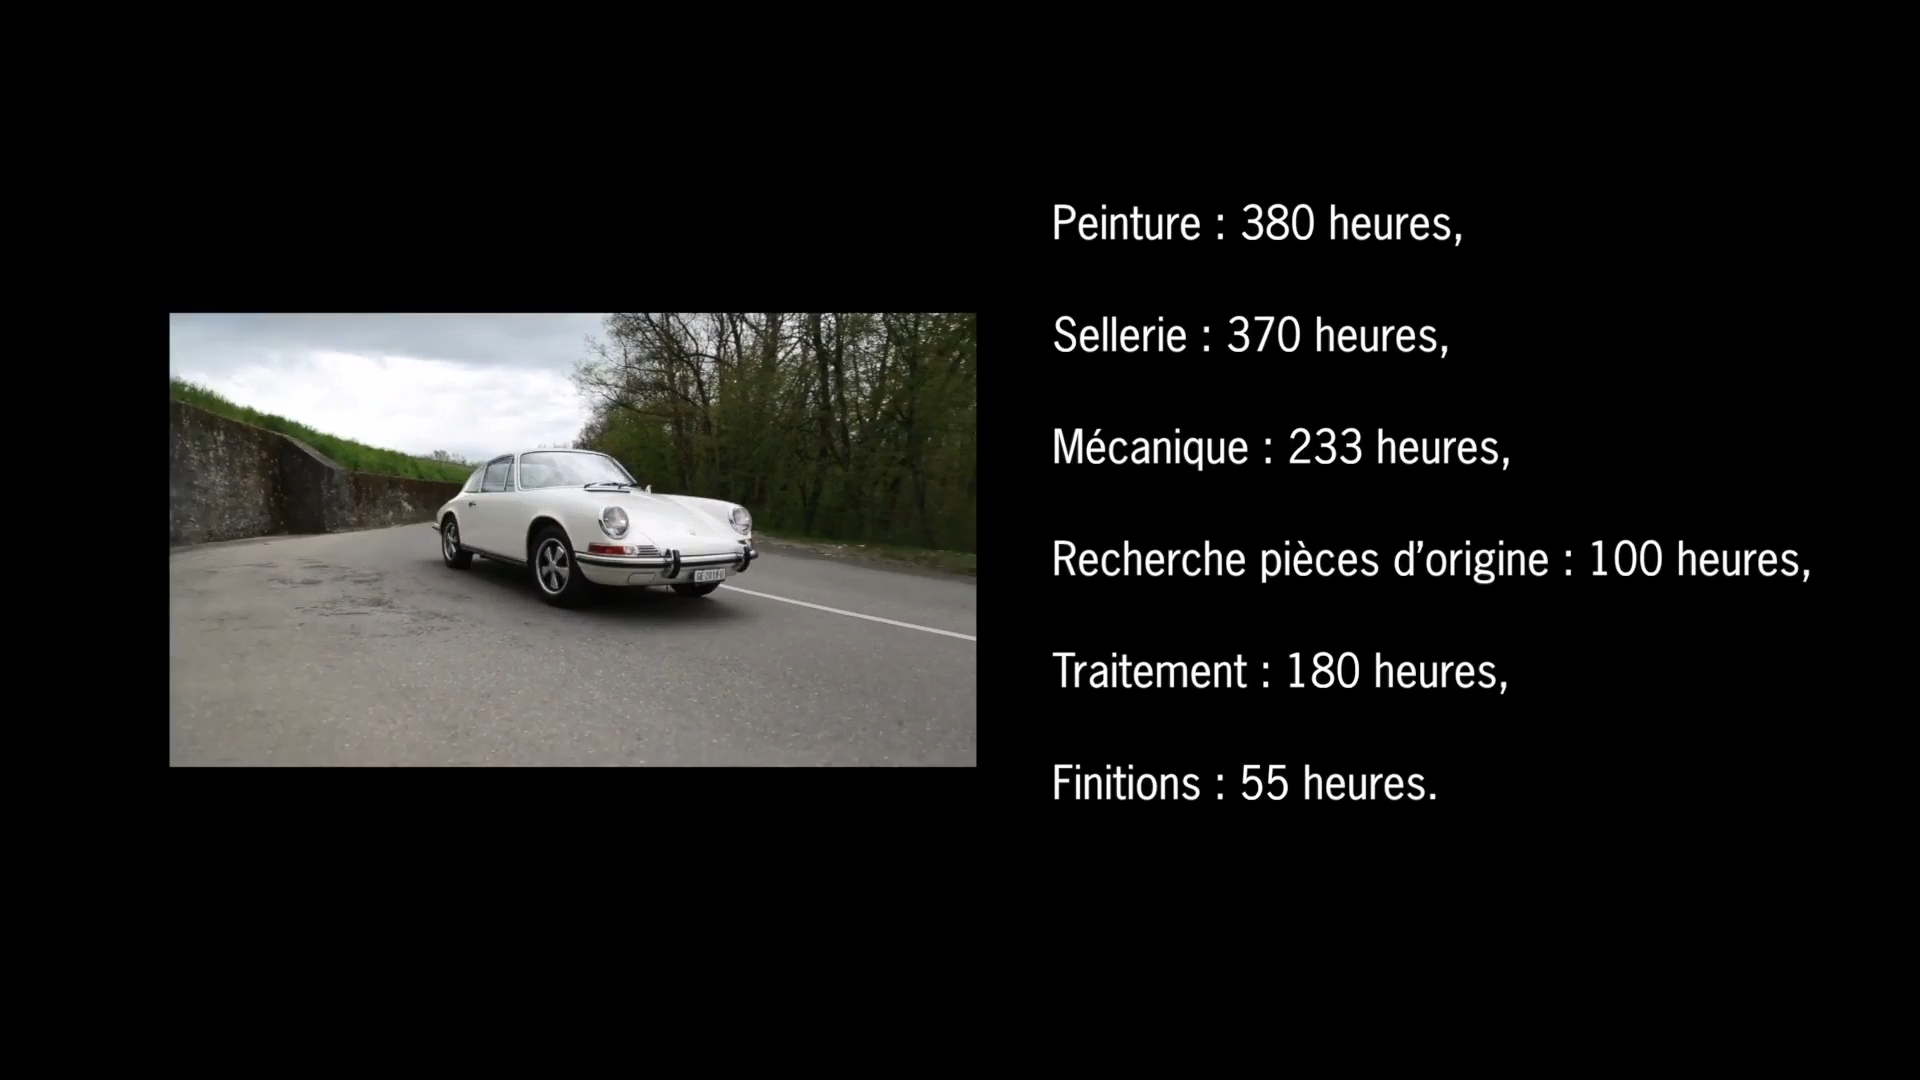 Peinture : 380 heures,
Sellerie : 370 heures,
Mécanique : 233 heures,
Recherche pièces d’origine : 100 heures,
Traitement : 180 heures,
Finitions : 55 heures.